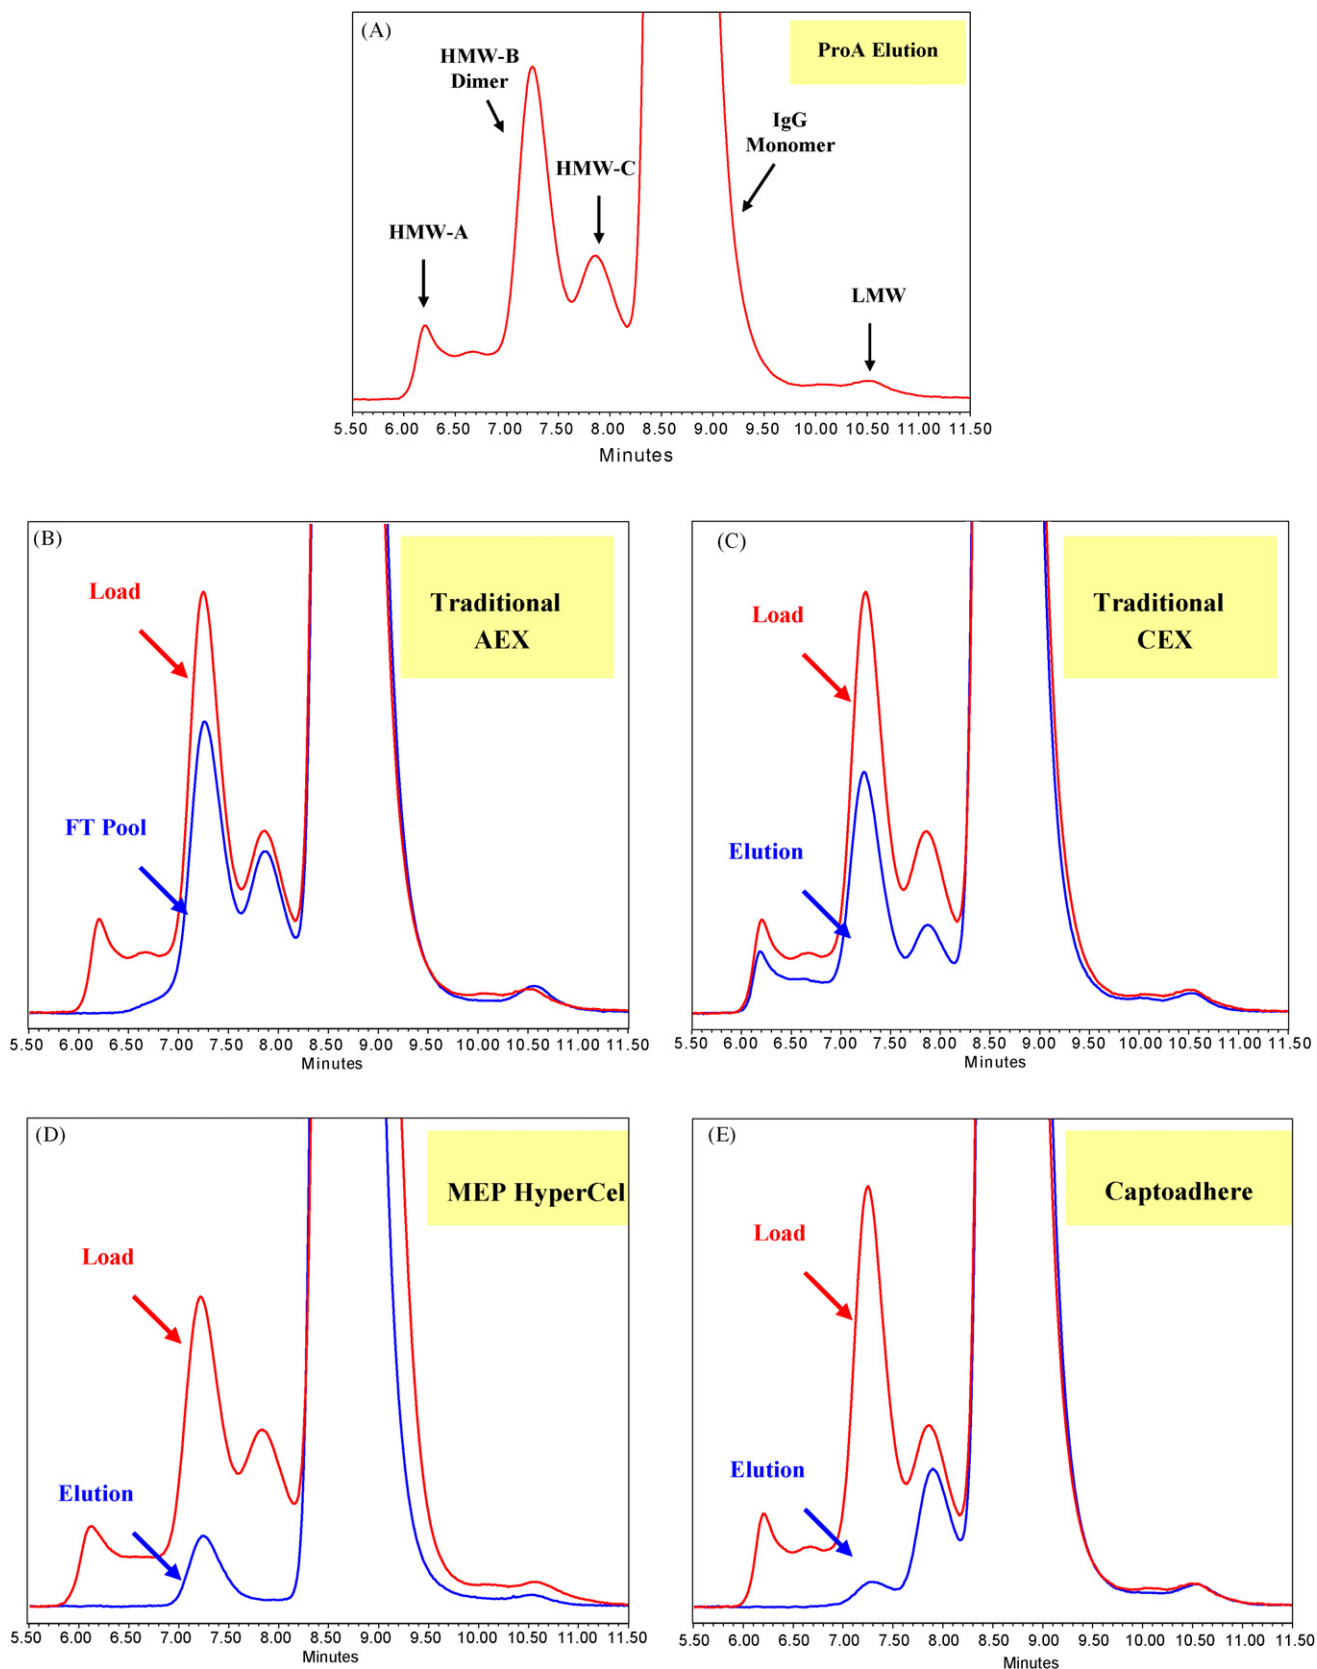 (A)
ProA Elution
HMW-B
Dimer
IgG
Monomer
HMW-C
HMW-A
LMW
5.50 6.00 6.50 7.00 7.50 8.00 8.50 9.00 9.50 10.00 10.50 11.00 11.50
Minutes
(B)
Load
Traditional
AEX
FT Pool
5.50 6.00 6.50 7.00 7.50 8.00 8.50 9.00 9.50 10.00 10.50 11.00 11.50
Minutes
(C)
Load
Traditional
CEX
Elution
5.50 6.00 6.50 7.00 7.50 8.00 8.50 9.00 9.50 10.00 10.50 11.00 11.50
Minutes
(D)
MEP HyperCel
Load
Elution
5.50 6.00 6.50 7.00 7.50 8.00 8.50 9.00 9.50 10.00 10.50 11.00 11.50
Minutes
(E)
Captoadhere
Load
Elution
5.50 6.00 6.50 7.00 7.50 8.00 8.50 9.00 9.50 10.00 10.50 11.00 11.50
Minutes